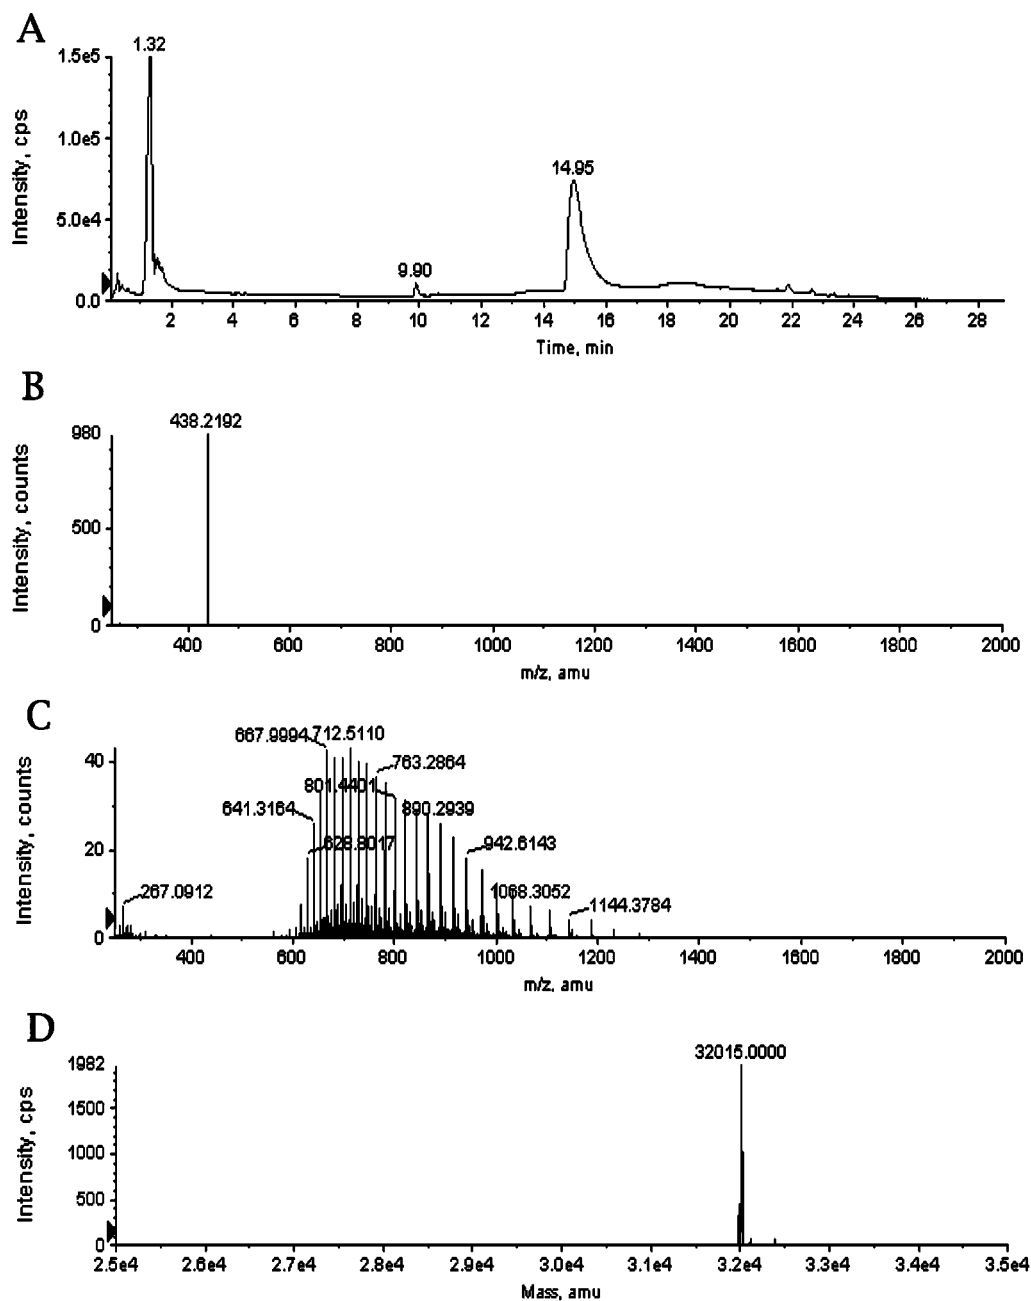 A
1.32
1.5e5
1.0e5
14.95
5.0e4
9.90
0.0
2 4 6 8 10 12 14 16 18 20 22 24 26 28
Time, min
Intensity, cps
B
438.2192
980
500
0
400 600 800 1000 1200 1400 1600 1800 2000
m/z, amu
Intensity, counts
C
667.9994 712.5110
40
763.2864
801.4401
641.3164 890.2939
628.8017 942.6143
20
267.0912 1068.3052
1144.3784
0
400 600 800 1000 1200 1400 1600 1800 2000
m/z, amu
Intensity, counts
D
32015.0000
1982
1500
1000
500
0
2.5e4 2.6e4 2.7e4 2.8e4 2.9e4 3.0e4 3.1e4 3.2e4 3.3e4 3.4e4 3.5e4
Mass, amu
Intensity, cps